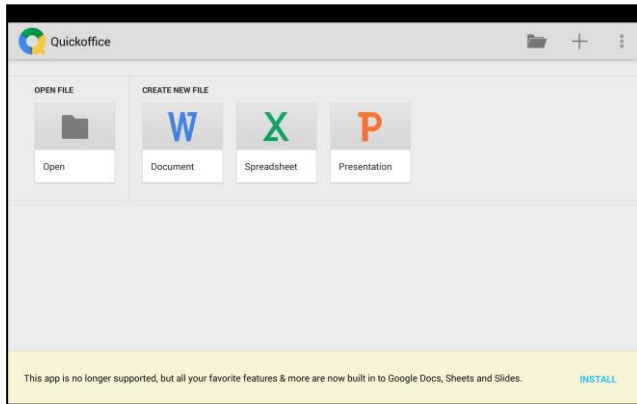 Quickoffice
OPEN FILE
CREATE NEW FILE
W
X
P
Open
Document
Spreadsheet
Presentation
This app is no longer supported, but all your favorite features & more are now built in to Google Docs, Sheets and Slides.
INSTALL